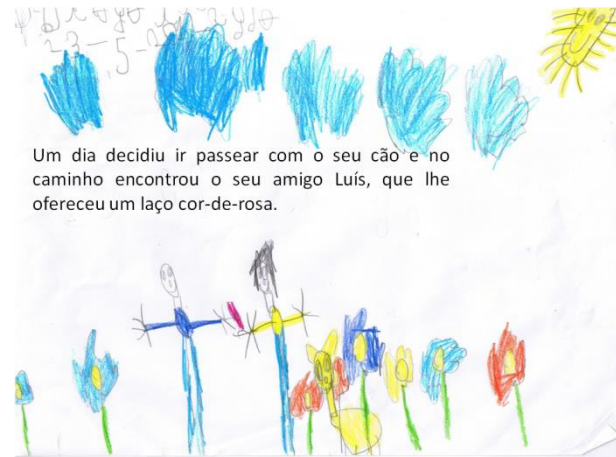 Um dia decidiu ir passear com o seu cão e no
caminho encontrou o seu amigo Luís, que lhe
ofereceu um laço cor-de-rosa.